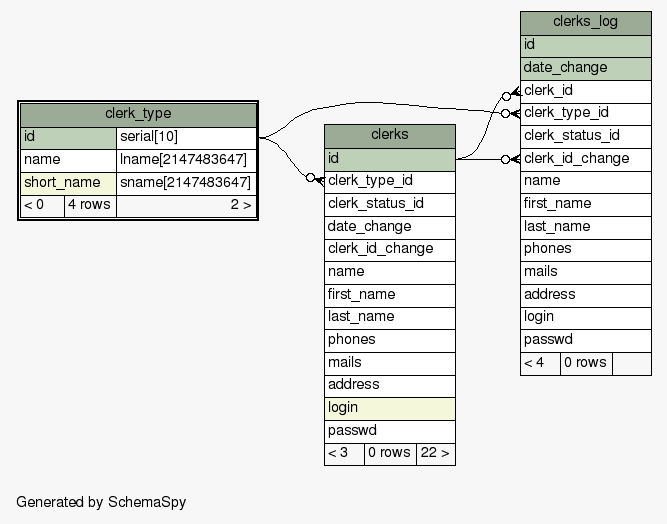 clerk_type
id serial[10]
name lname[2147483647]
short_name sname[2147483647]
< 0 4 rows 2 >
clerks
id
clerk_type_id
clerk_status_id
date_change
clerk_id_change
name
first_name
last_name
phones
mails
address
login
passwd
< 3 0 rows 22 >
clerks_log
id
date_change
clerk_id
clerk_type_id
clerk_status_id
clerk_id_change
name
first_name
last_name
phones
mails
address
login
passwd
< 4 0 rows
Generated by SchemaSpy